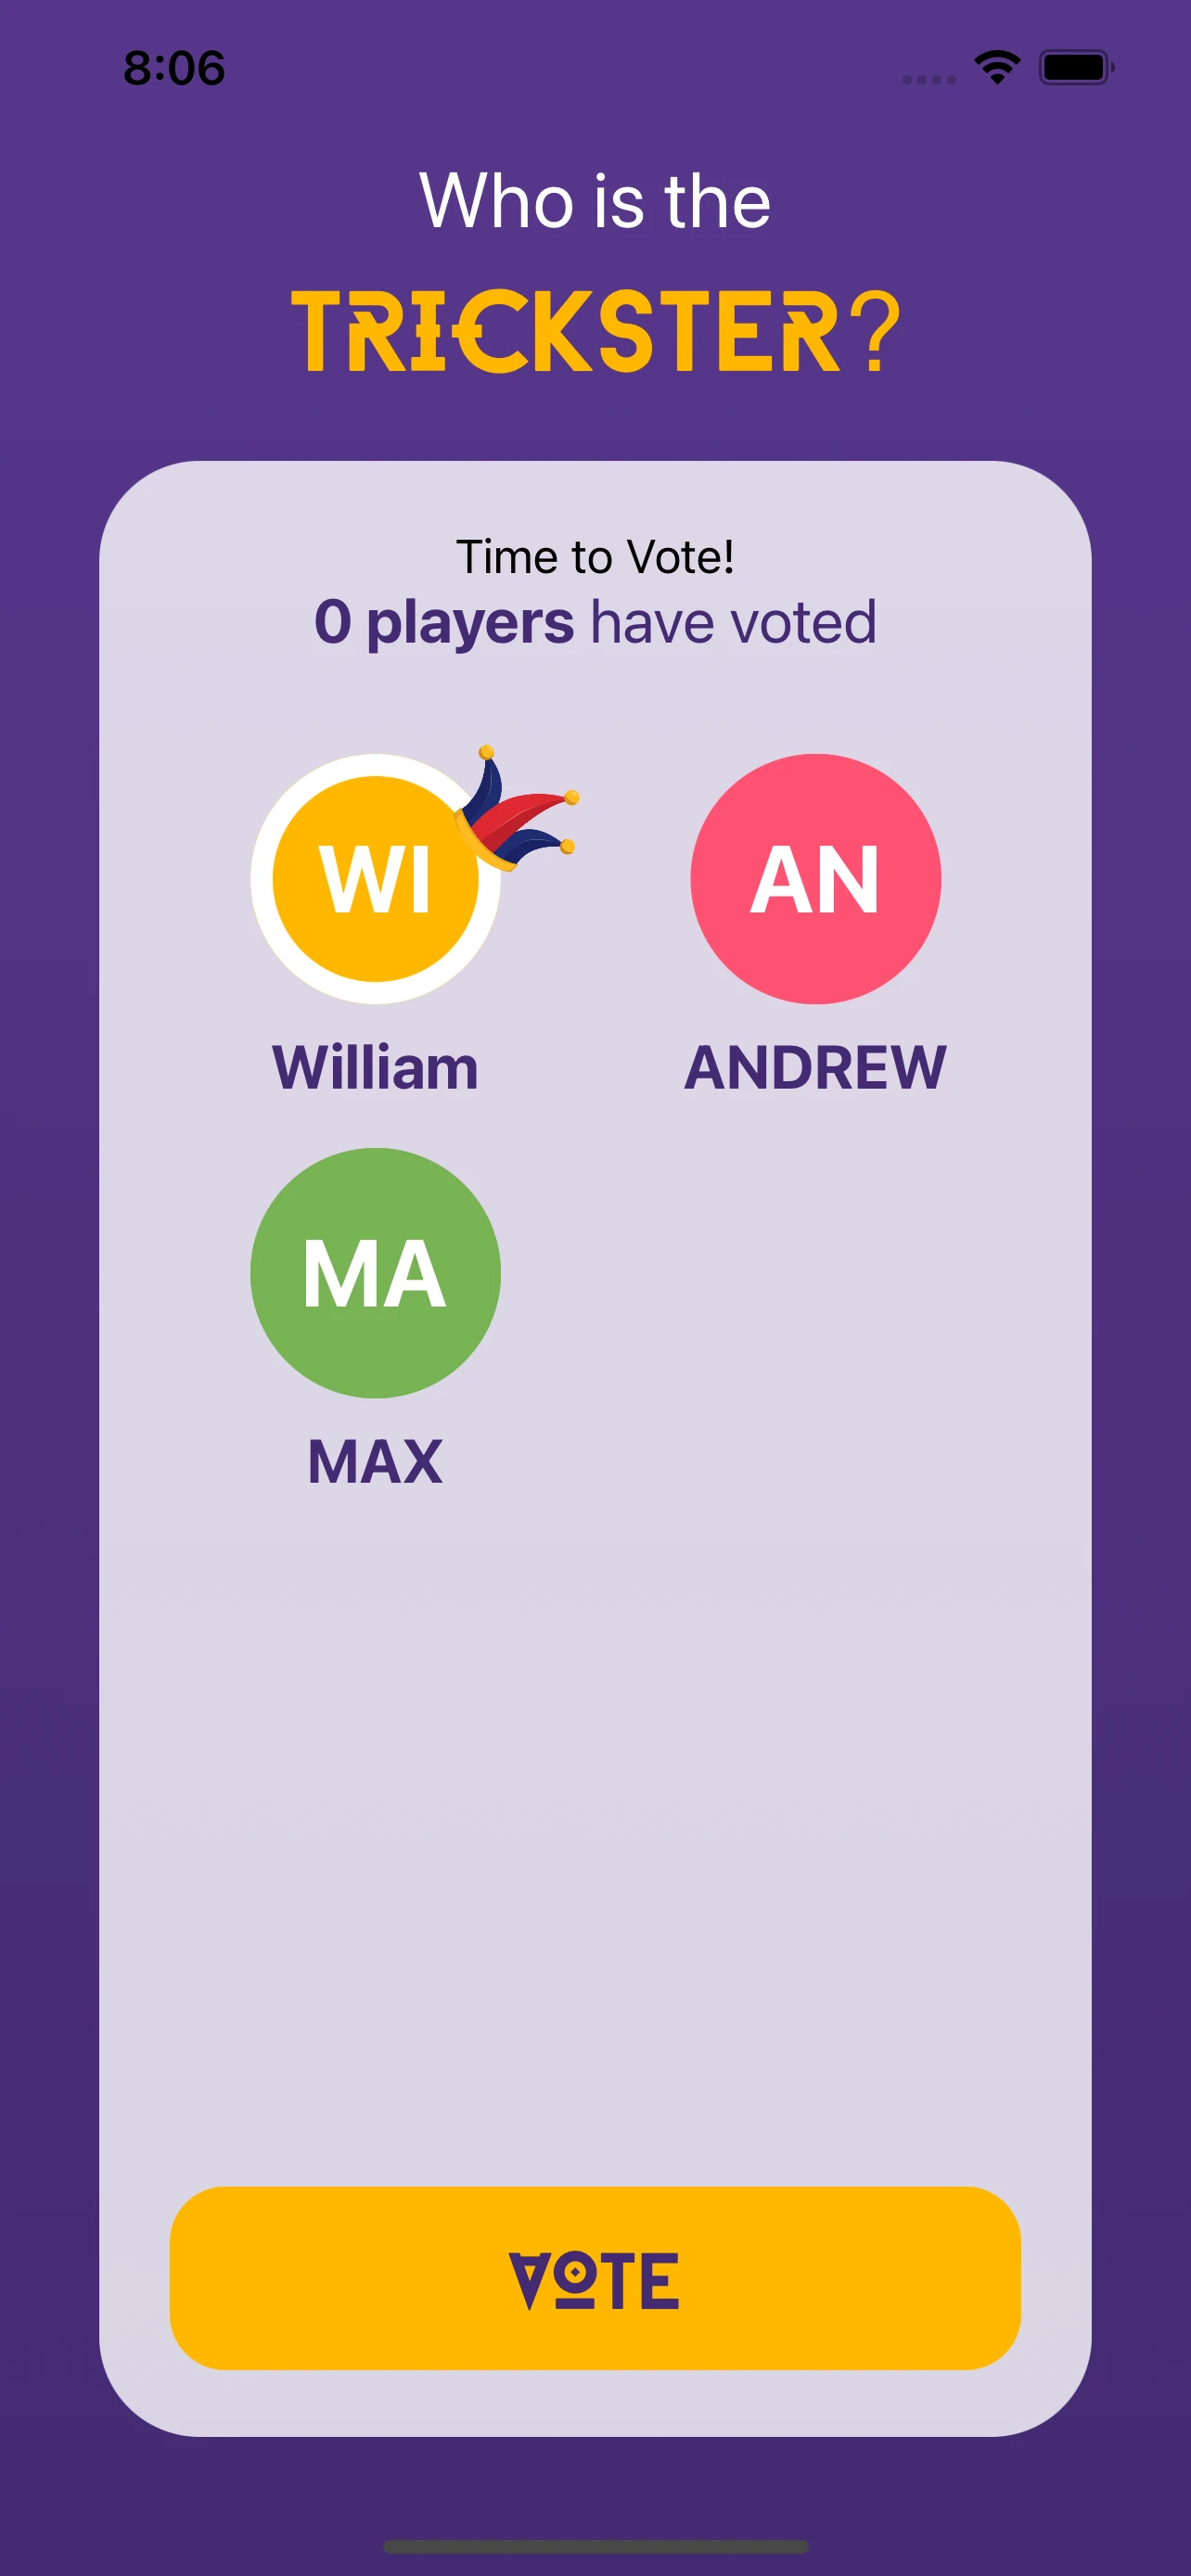 8:06
Who is the
TRICKSTER?
Time to Vote!
0 players have voted
WI
AN
William
ANDREW
MA
MAX
VOTE